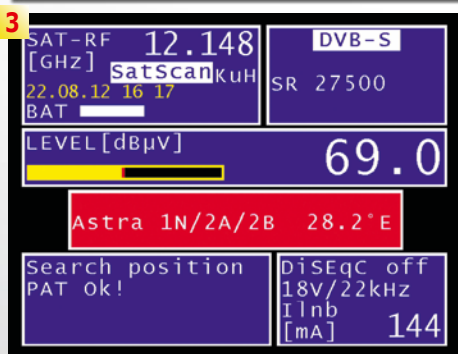 3
SAT-RF 12.148
[GHz] SatScan KuH
22.08.12 16 17
BAT
DVB-S
SR 27500
LEVEL[dBµV] 69.0
Astra 1N/2A/2B 28.2°E
Search position
PAT Ok!
DiSEqC off
18V/22kHz
Ilnb
[mA] 144